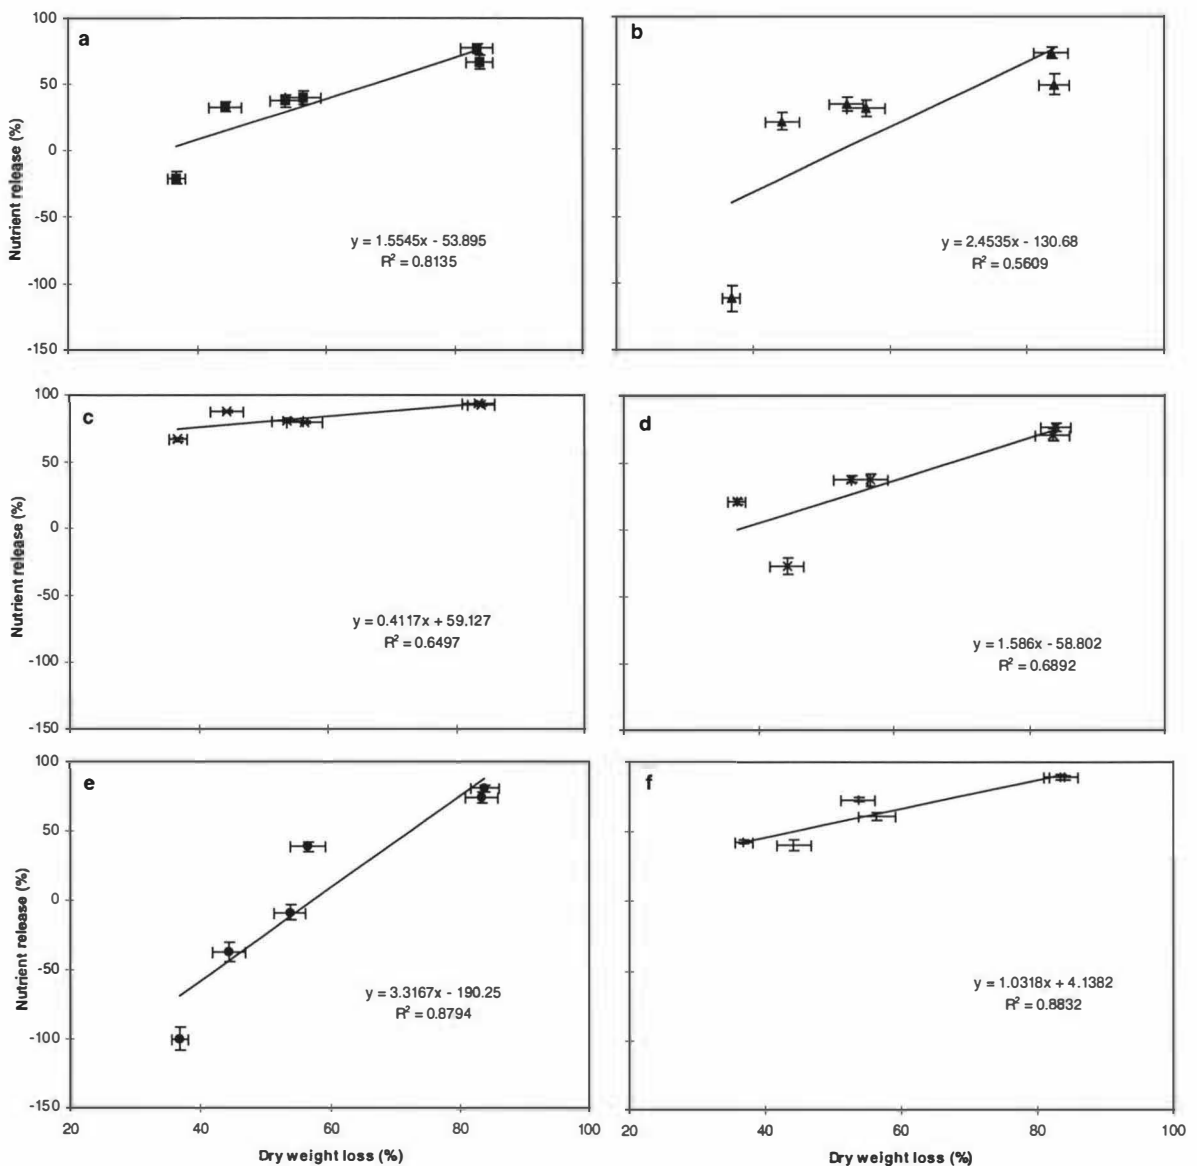 a
100
50
0
-50
-100
-150
Nutrient release (%)
y = 1.5545x - 53.895
R² = 0.8135
b
y = 2.4535x - 130.68
R² = 0.5609
c
100
50
0
-50
-100
-150
Nutrient release (%)
y = 0.4117x + 59.127
R² = 0.6497
d
y = 1.586x - 58.802
R² = 0.6892
e
100
50
0
-50
-100
-150
Nutrient release (%)
y = 3.3167x - 190.25
R² = 0.8794
20 40 60 80 100
Dry weight loss (%)
f
y = 1.0318x + 4.1382
R² = 0.8832
20 40 60 80 100
Dry weight loss (%)